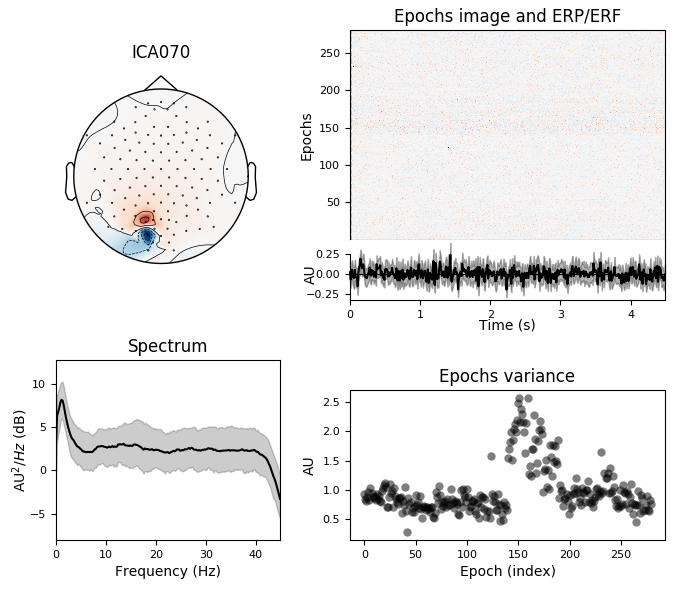 ICA070
Epochs image and ERP/ERF
Epochs
250
200
150
100
50
AU
0.25
0.00
−0.25
0 1 2 3 4
Time (s)
Spectrum
AU²/Hz (dB)
10
5
0
−5
0 10 20 30 40
Frequency (Hz)
Epochs variance
AU
2.5
2.0
1.5
1.0
0.5
0 50 100 150 200 250
Epoch (index)